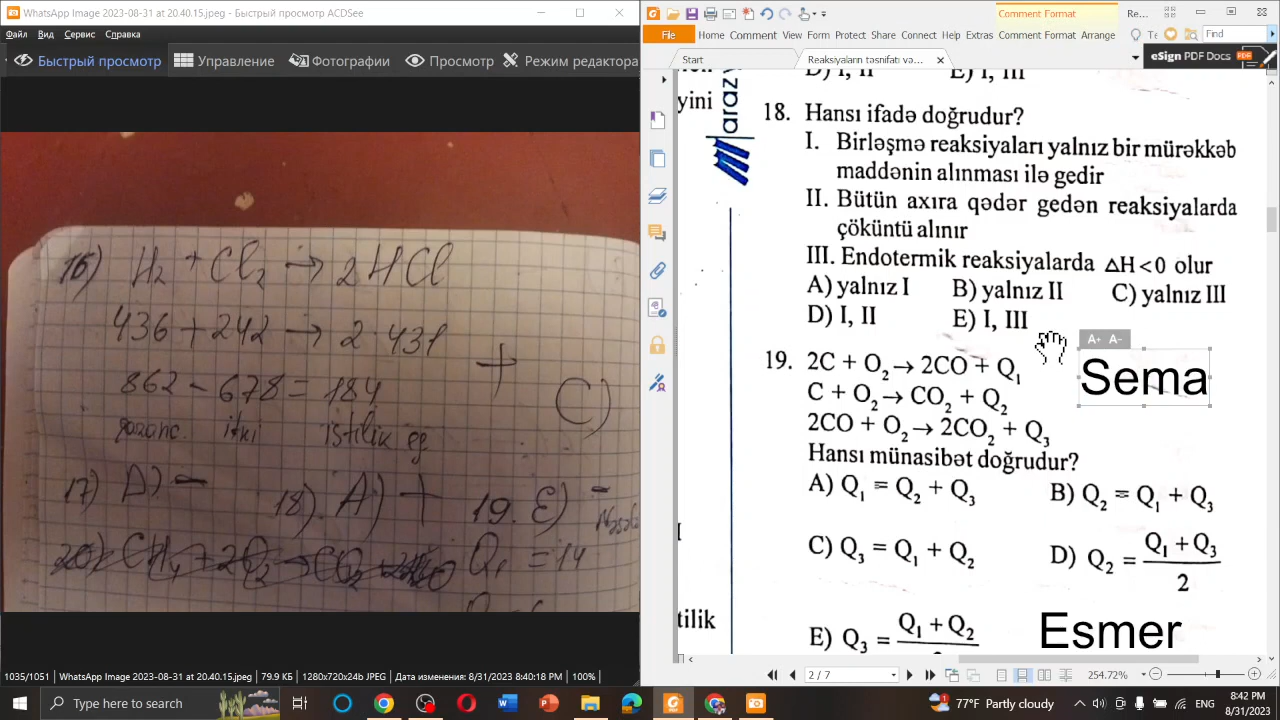 WhatsApp Image 2023-08-31 at 20.40.15.jpeg - Быстрый просмотр ACDSee
Файл Вид Сервис Справка
Быстрый просмотр Управление Фотографии Просмо Режим редактора
16) H2 + Cl2 → 2HCl
436 + 242 → 2·431
+
862 - 678 = 184
C)
itki istilik
17) D) - 18) A) + 19. E) -
Q1 = 14
1035/1051 WhatsApp Image 2023-08-31 at 20.40.15.jpeg
JPEG Дата изменения: 8/31/2023 8:40:18 PM 100%
Comment Format Re...
File Home Comment View Form Protect Share Connect Help Extras Comment Format Arrange Find
Start Reaksiyaların təsnifatı və... eSign PDF Docs
D) I, II E) I, III
yini
araz
18. Hansı ifadə doğrudur?
I. Birləşmə reaksiyaları yalnız bir mürəkkəb
maddənin alınması ilə gedir
II. Bütün axıra qədər gedən reaksiyalarda
çöküntü alınır
III. Endotermik reaksiyalarda ΔH<0 olur
A) yalnız I B) yalnız II C) yalnız III
D) I, II E) I, III
A+ A-
Sema
19. 2C + O2 → 2CO + Q1
C + O2 → CO2 + Q2
2CO + O2 → 2CO2 + Q3
Hansı münasibət doğrudur?
A) Q1 = Q2 + Q3 B) Q2 = Q1 + Q3
C) Q3 = Q1 + Q2 D) Q2 = (Q1 + Q3)/2
tilik
E) Q3 = Q1 + Q2
Esmer
2 / 7 254.72%
Type here to search
77°F Partly cloudy
8:42 PM
8/31/2023